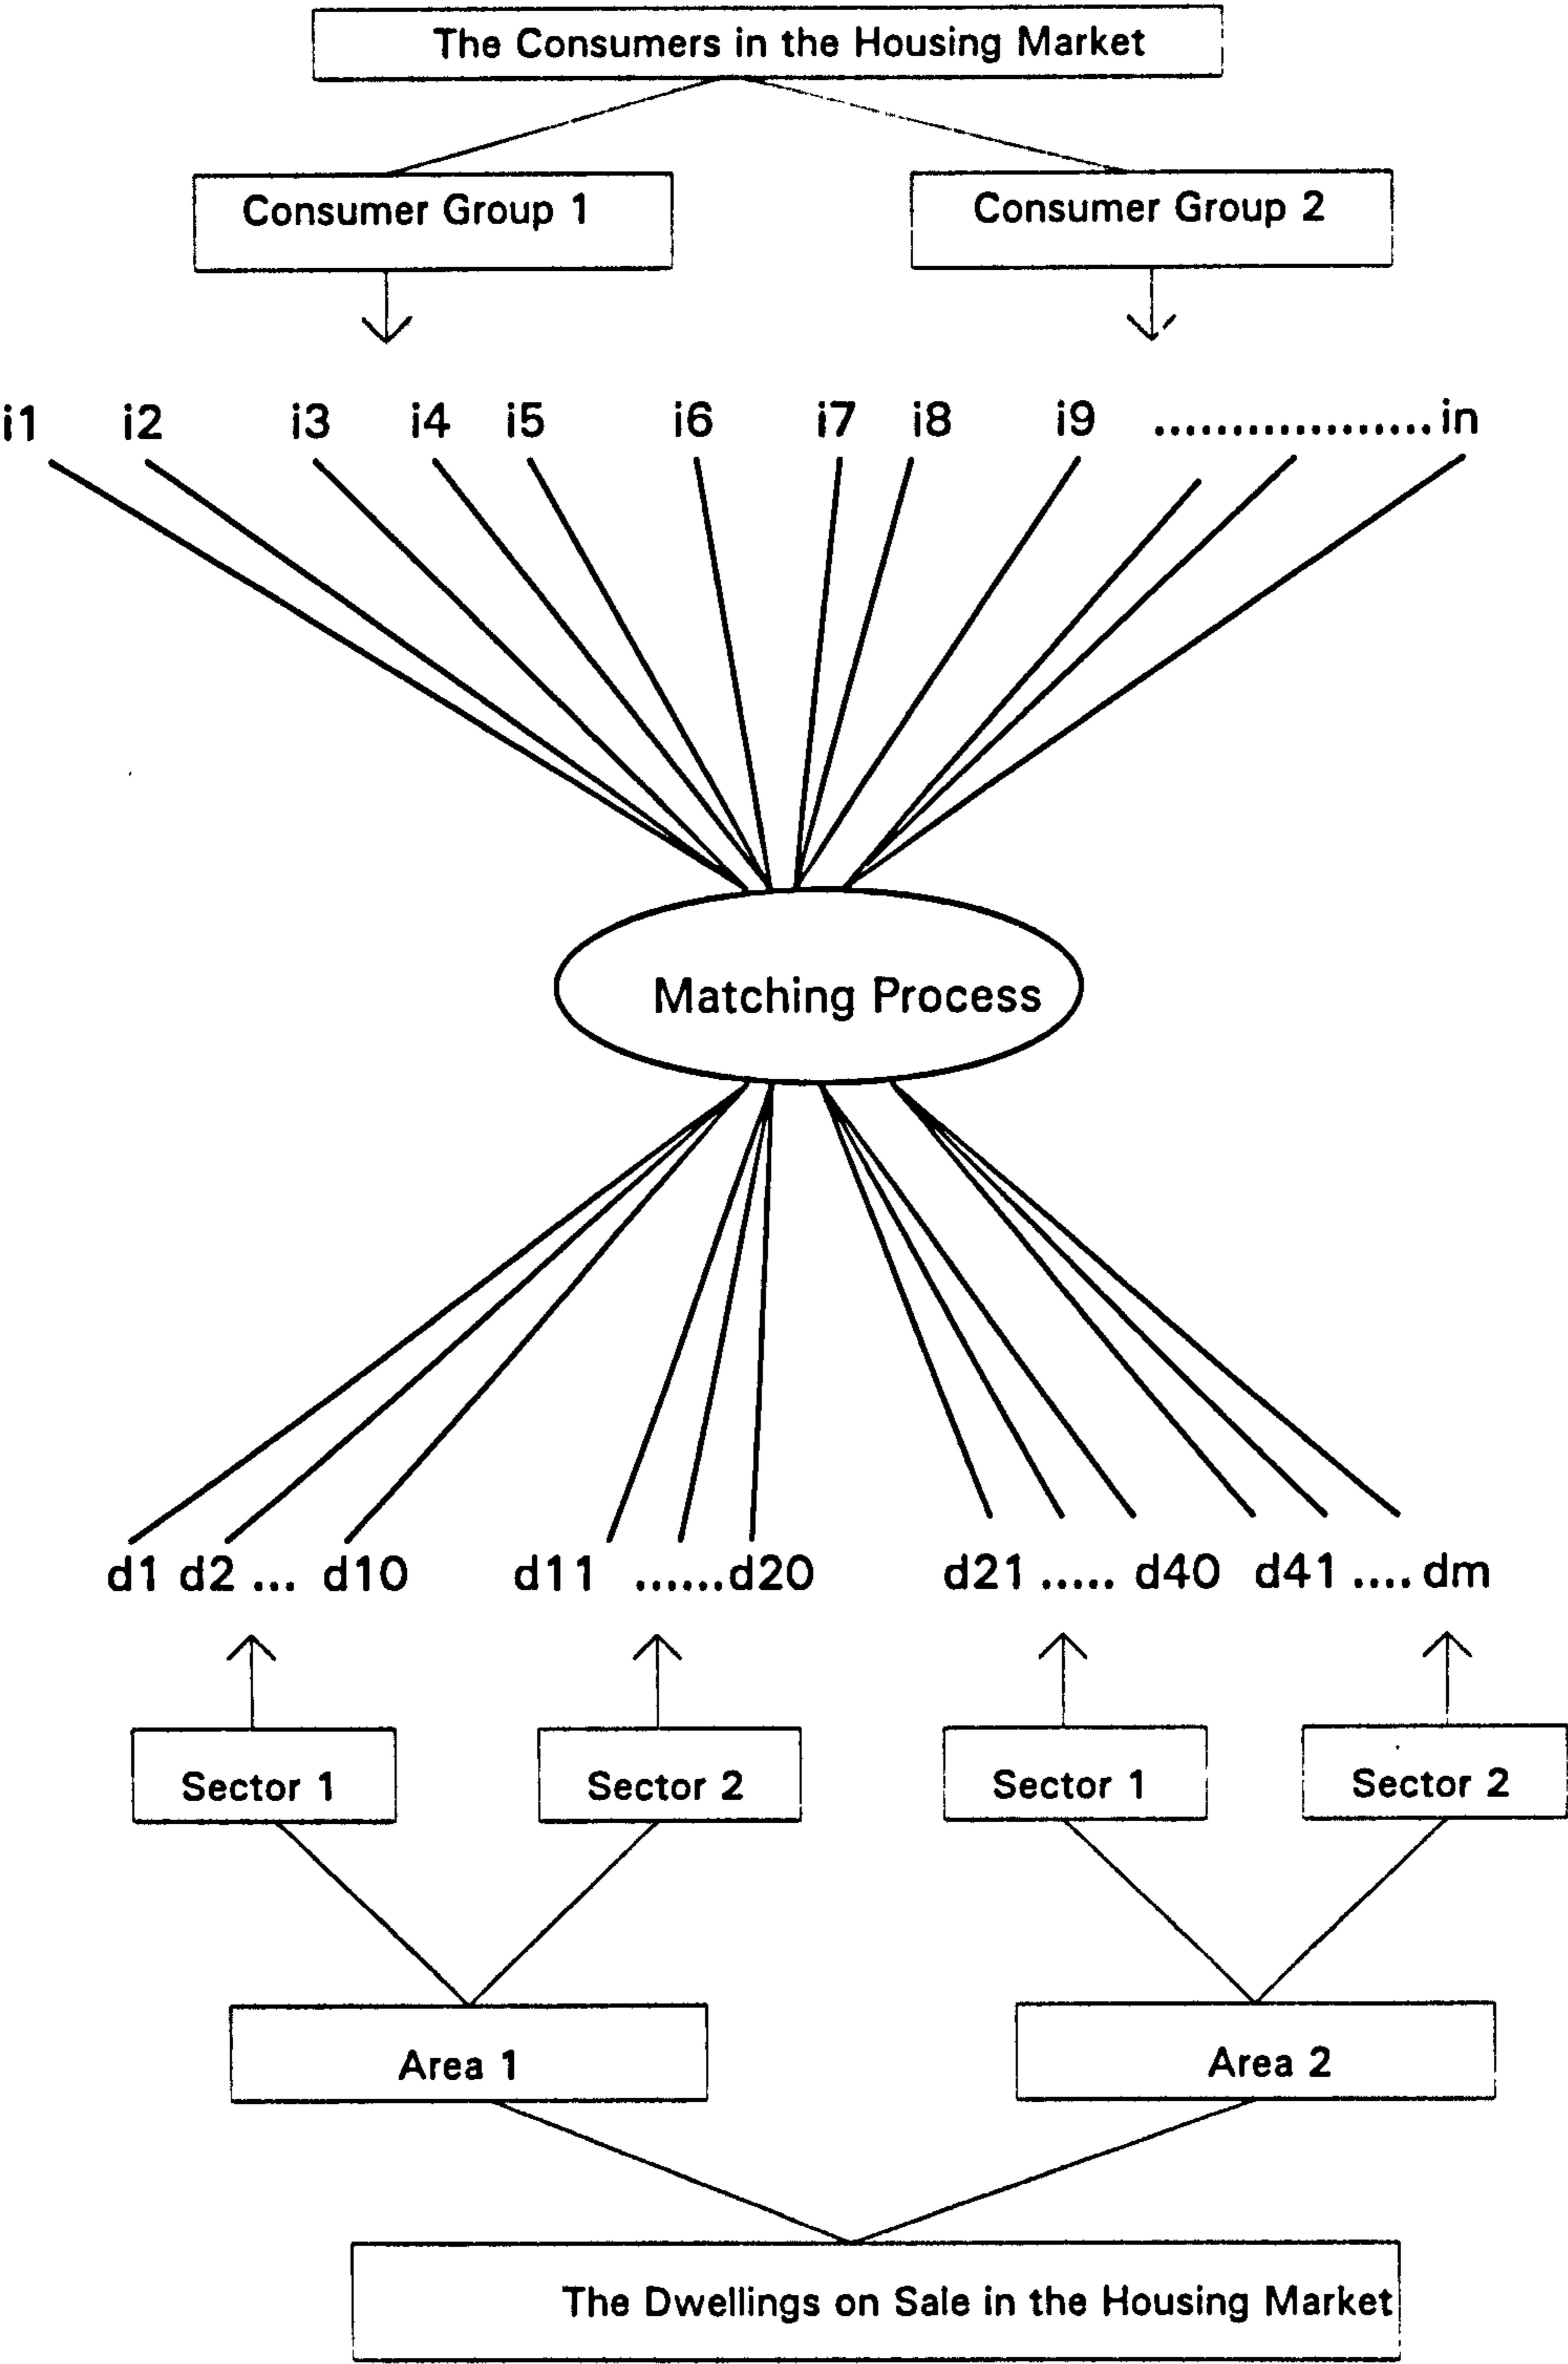 The Consumers in the Housing Market
Consumer Group 1 Consumer Group 2
i1 i2 i3 i4 i5 i6 i7 i8 i9 ..................in
Matching Process
d1 d2 ... d10 d11 ......d20 d21 ..... d40 d41 .... dm
Sector 1 Sector 2 Sector 1 Sector 2
Area 1 Area 2
The Dwellings on Sale in the Housing Market